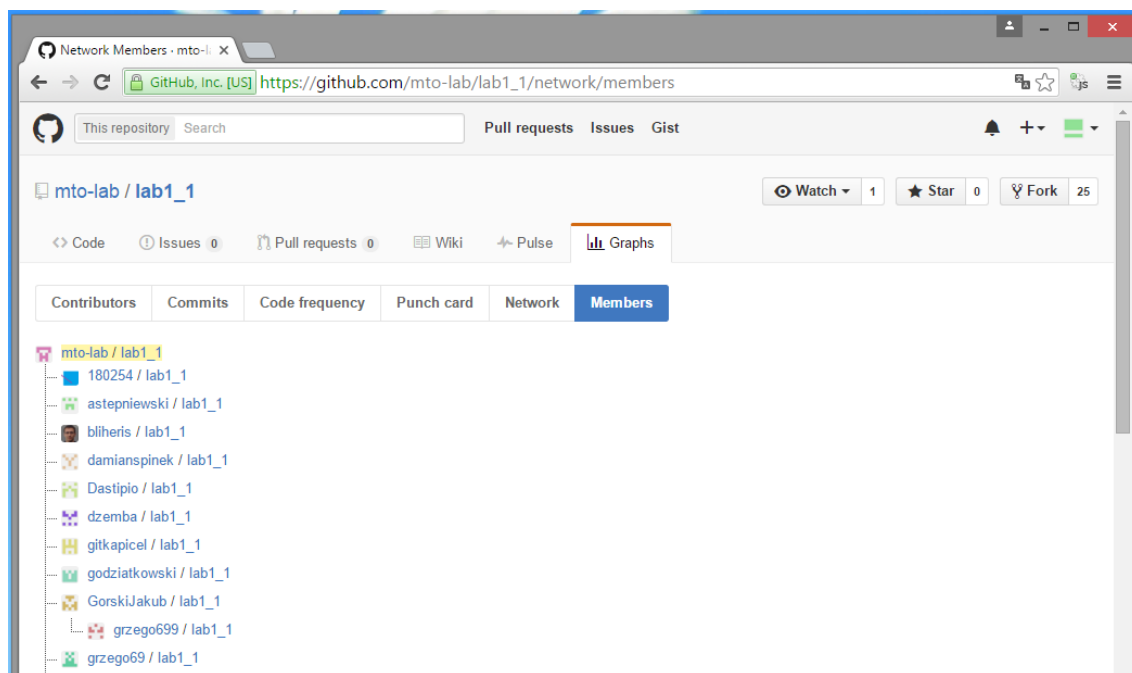 Network Members · mto-l
GitHub, Inc. [US] https://github.com/mto-lab/lab1_1/network/members
js
This repository Search Pull requests Issues Gist
mto-lab / lab1_1 Watch 1 Star 0 Fork 25
Code Issues 0 Pull requests 0 Wiki Pulse Graphs
Contributors Commits Code frequency Punch card Network Members
mto-lab / lab1_1
180254 / lab1_1
astepniewski / lab1_1
bliheris / lab1_1
damianspinek / lab1_1
Dastipio / lab1_1
dzemba / lab1_1
gitkapicel / lab1_1
godziatkowski / lab1_1
GorskiJakub / lab1_1
grzego699 / lab1_1
grzego69 / lab1_1